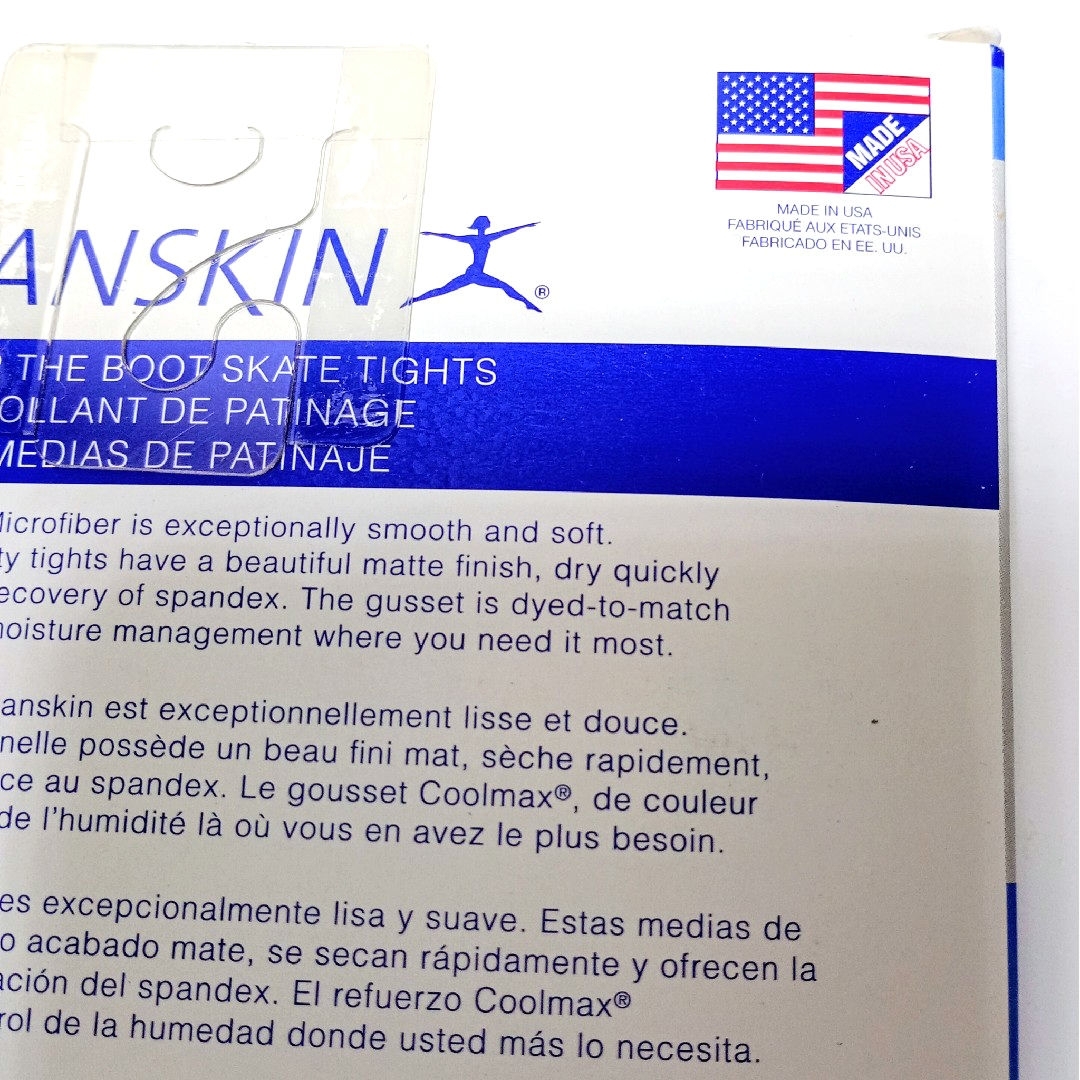 MADE
IN USA
MADE IN USA
FABRIQUÉ AUX ETATS-UNIS
FABRICADO EN EE. UU.
ANSKIN ®
THE BOOT SKATE TIGHTS
OLLANT DE PATINAGE
MEDIAS DE PATINAJE
Microfiber is exceptionally smooth and soft.
ty tights have a beautiful matte finish, dry quickly
ecovery of spandex. The gusset is dyed-to-match
moisture management where you need it most.
anskin est exceptionnellement lisse et douce.
nelle possède un beau fini mat, sèche rapidement,
ce au spandex. Le gousset Coolmax®, de couleur
de l'humidité là où vous en avez le plus besoin.
es excepcionalmente lisa y suave. Estas medias de
o acabado mate, se secan rápidamente y ofrecen la
ación del spandex. El refuerzo Coolmax®
rol de la humedad donde usted más lo necesita.